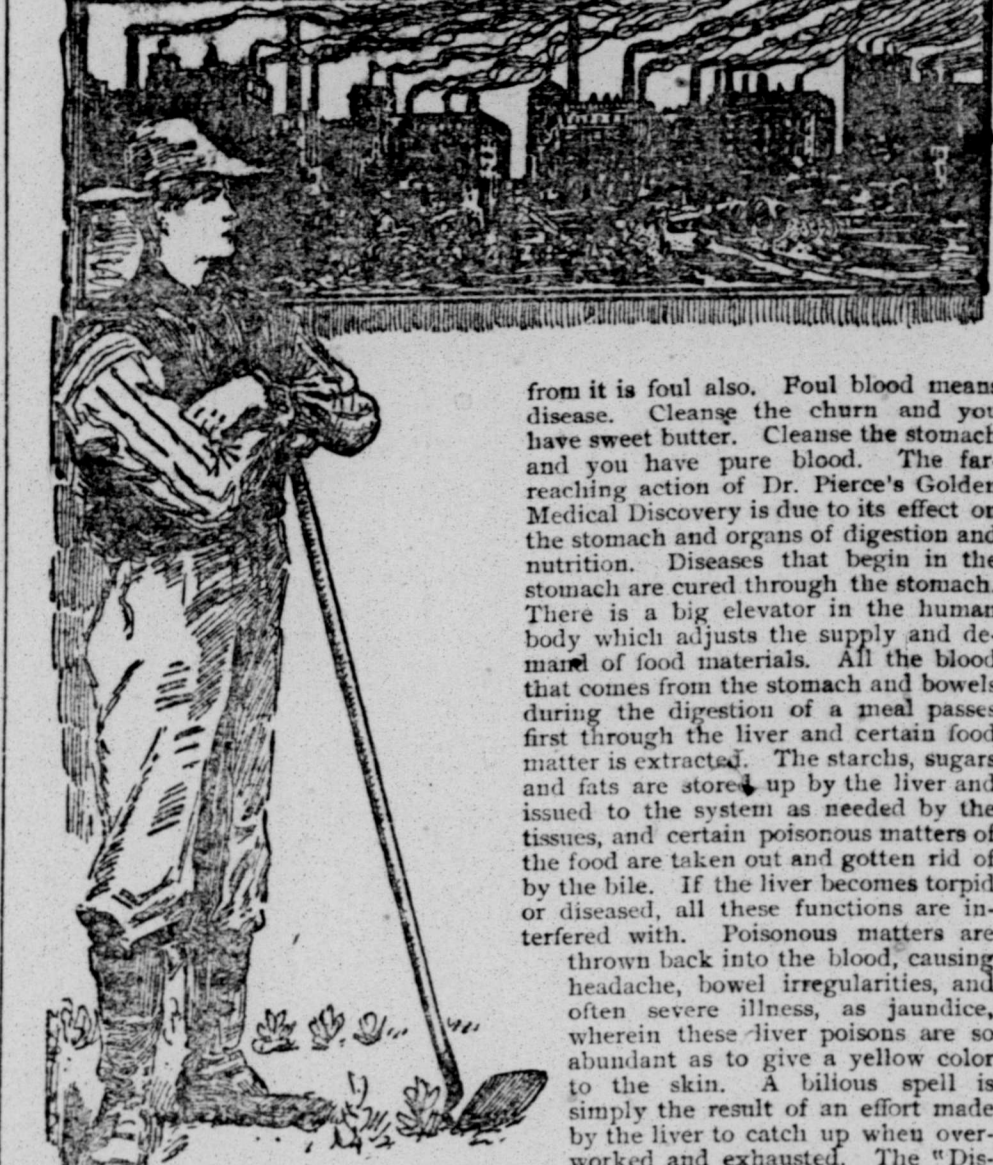 from it is foul also. Foul blood means
disease. Cleanse the churn and you
have sweet butter. Cleanse the stomach
and you have pure blood. The far-
reaching action of Dr. Pierce's Golden
Medical Discovery is due to its effect on
the stomach and organs of digestion and
nutrition. Diseases that begin in the
stomach are cured through the stomach.
There is a big elevator in the human
body which adjusts the supply and de-
mand of food materials. All the blood
that comes from the stomach and bowels
during the digestion of a meal passes
first through the liver and certain food
matter is extracted. The starchs, sugars
and fats are stored up by the liver and
issued to the system as needed by the
tissues, and certain poisonous matters of
the food are taken out and gotten rid of
by the bile. If the liver becomes torpid
or diseased, all these functions are in-
terfered with. Poisonous matters are
thrown back into the blood, causing
headache, bowel irregularities, and
often severe illness, as jaundice,
wherein these liver poisons are so
abundant as to give a yellow color
to the skin. A bilious spell is
simply the result of an effort made
by the liver to catch up when over-
worked and exhausted. The "Dis-